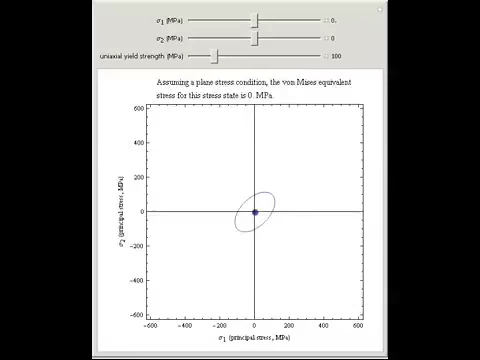 σ1 (MPa) 0.
σ2 (MPa) 0
uniaxial yield strength (MPa) 100
Assuming a plane stress condition, the von Mises equivalent
stress for this stress state is 0. MPa.
600
400
200
0
-200
-400
-600
σ2 (principal stress, MPa)
-600 -400 -200 0 200 400 600
σ1 (principal stress, MPa)